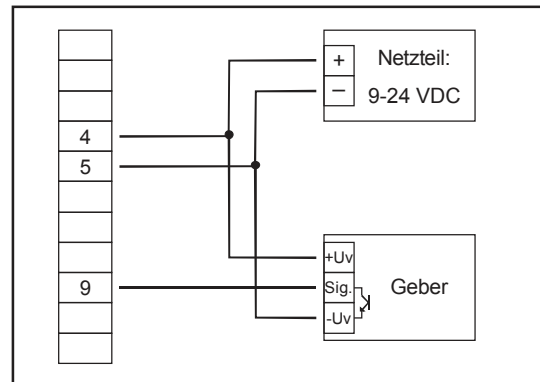 4
5
9
+
–
Netzteil:
9-24 VDC
+Uv
Sig.
-Uv
Geber